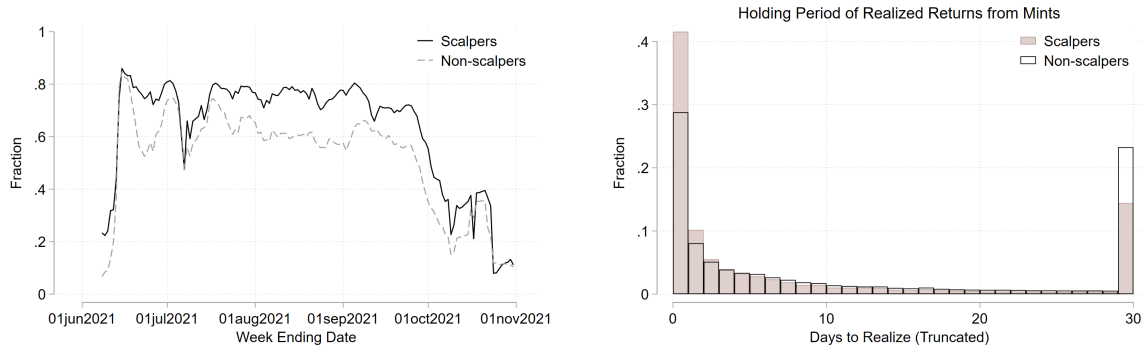 1
.8
.6
.4
.2
0
Fraction
01jun2021 01jul2021 01aug2021 01sep2021 01oct2021 01nov2021
Week Ending Date
Scalpers
Non-scalpers
Holding Period of Realized Returns from Mints
.4
.3
.2
.1
0
Fraction
0 10 20 30
Days to Realize (Truncated)
Scalpers
Non-scalpers